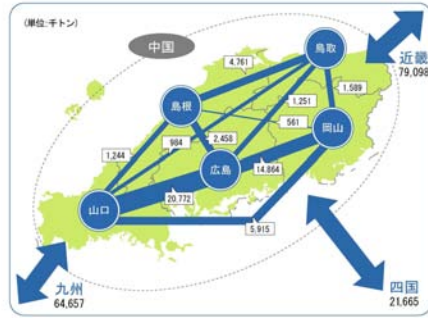 (単位:千トン)
中国
鳥取
近畿
79,098
4,761
島根
1,251
1,589
984
2,458
561
岡山
1,244
広島
14,864
山口
20,772
5,915
九州
64,657
四国
21,665